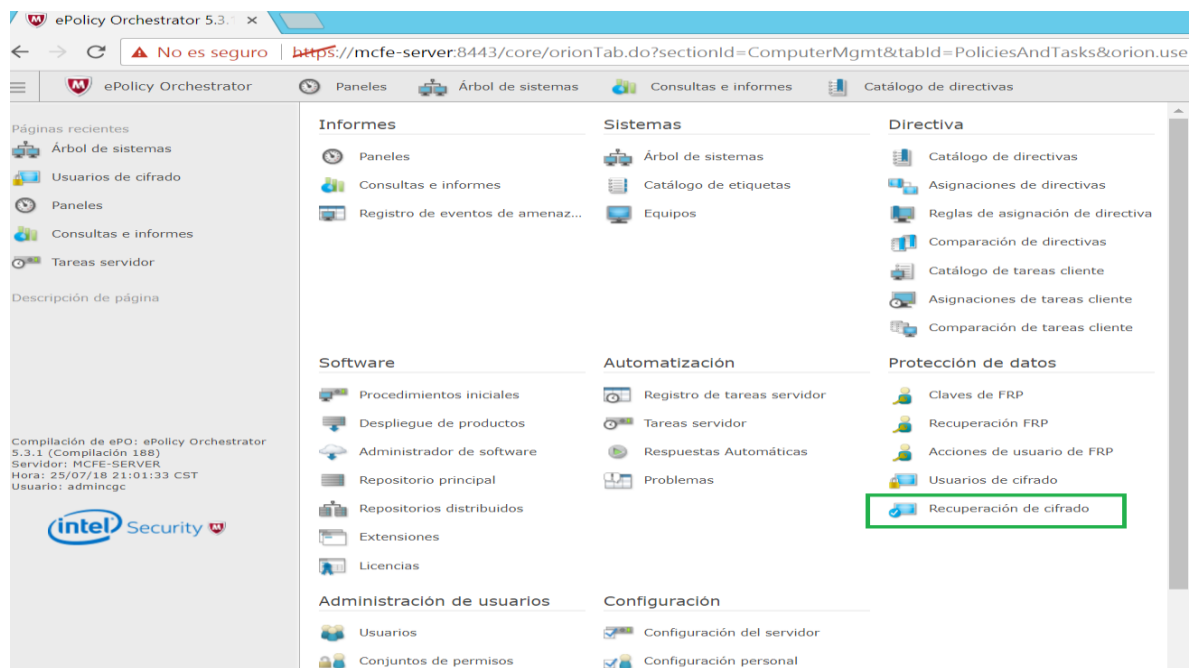 ePolicy Orchestrator 5.3.1
No es seguro
https://mcfe-server:8443/core/orionTab.do?sectionId=ComputerMgmt&tabId=PoliciesAndTasks&orion.use
ePolicy Orchestrator
Paneles
Árbol de sistemas
Consultas e informes
Catálogo de directivas
Páginas recientes
Árbol de sistemas
Usuarios de cifrado
Paneles
Consultas e informes
Tareas servidor
Descripción de página
Compilación de ePO: ePolicy Orchestrator
5.3.1 (Compilación 188)
Servidor: MCFE-SERVER
Hora: 25/07/18 21:01:33 CST
Usuario: admincgc
intel Security
Informes
Paneles
Consultas e informes
Registro de eventos de amenaz...
Sistemas
Árbol de sistemas
Catálogo de etiquetas
Equipos
Directiva
Catálogo de directivas
Asignaciones de directivas
Reglas de asignación de directiva
Comparación de directivas
Catálogo de tareas cliente
Asignaciones de tareas cliente
Comparación de tareas cliente
Software
Procedimientos iniciales
Despliegue de productos
Administrador de software
Repositorio principal
Repositorios distribuidos
Extensiones
Licencias
Automatización
Registro de tareas servidor
Tareas servidor
Respuestas Automáticas
Problemas
Protección de datos
Claves de FRP
Recuperación FRP
Acciones de usuario de FRP
Usuarios de cifrado
Recuperación de cifrado
Administración de usuarios
Usuarios
Conjuntos de permisos
Configuración
Configuración del servidor
Configuración personal